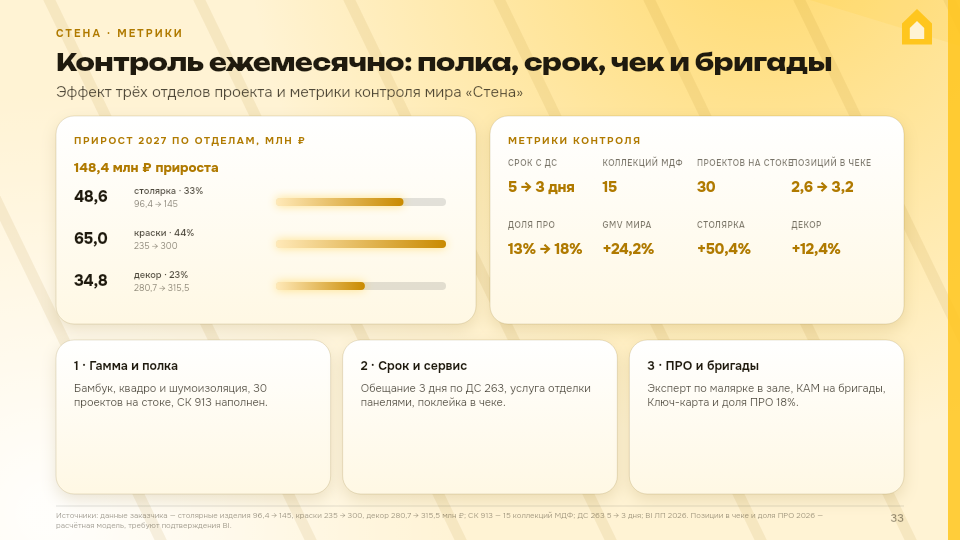 СТЕНА · МЕТРИКИ
Контроль ежемесячно: полка, срок, чек и бригады
Эффект трёх отделов проекта и метрики контроля мира «Стена»
ПРИРОСТ 2027 ПО ОТДЕЛАМ, МЛН ₽
148,4 млн ₽ прироста
48,6
столярка · 33%
96,4 → 145
65,0
краски · 44%
235 → 300
34,8
декор · 23%
280,7 → 315,5
МЕТРИКИ КОНТРОЛЯ
СРОК С ДС
КОЛЛЕКЦИЙ МДФ
ПРОЕКТОВ НА СТОКЕ
ПОЗИЦИЙ В ЧЕКЕ
5 → 3 дня
15
30
2,6 → 3,2
ДОЛЯ ПРО
GMV МИРА
СТОЛЯРКА
ДЕКОР
13% → 18%
+24,2%
+50,4%
+12,4%
1 · Гамма и полка
Бамбук, квадро и шумоизоляция, 30
проектов на стоке, СК 913 наполнен.
2 · Срок и сервис
Обещание 3 дня по ДС 263, услуга отделки
панелями, поклейка в чеке.
3 · ПРО и бригады
Эксперт по малярке в зале, КАМ на бригады,
Ключ-карта и доля ПРО 18%.
Источники: данные заказчика — столярные изделия 96,4 → 145, краски 235 → 300, декор 280,7 → 315,5 млн ₽; СК 913 — 15 коллекций МДФ; ДС 263 5 → 3 дня; BI ЛП 2026. Позиции в чеке и доля ПРО 2026 —
расчётная модель, требуют подтверждения BI.
33